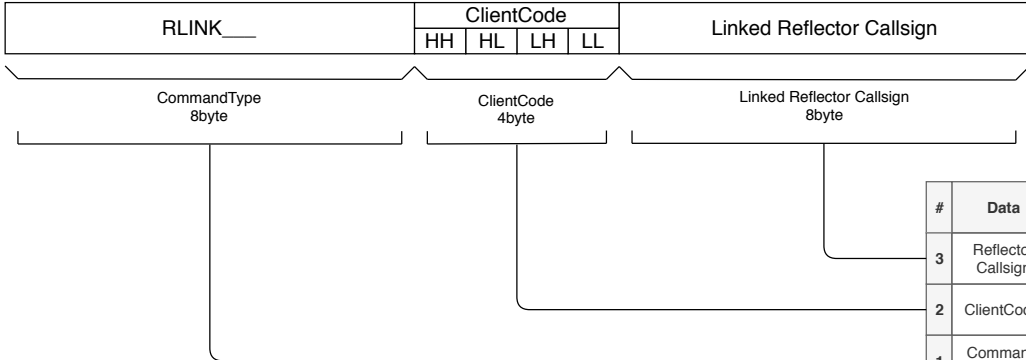 RLINK___
ClientCode
HH HL LH LL
Linked Reflector Callsign
CommandType
8byte
ClientCode
4byte
Linked Reflector Callsign
8byte
# Data
3
2
1